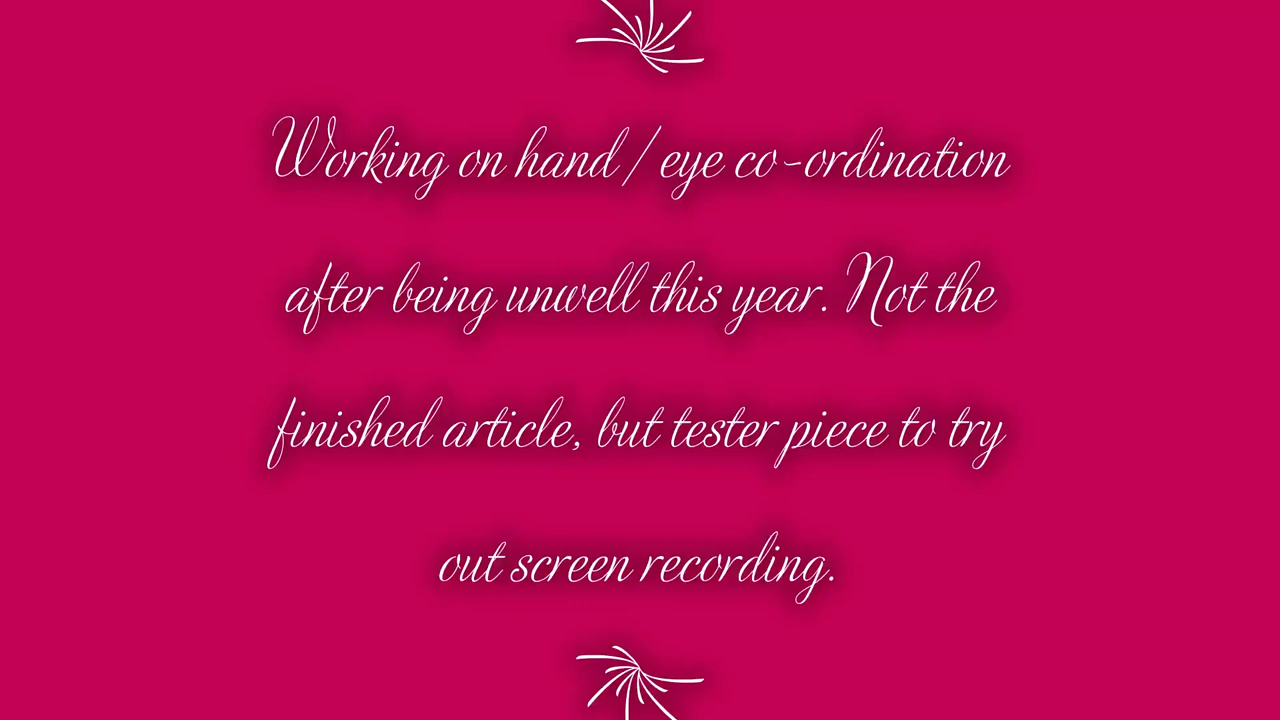 Working on hand/eye co-ordination
after being unwell this year. Not the
finished article, but tester piece to try
out screen recording.